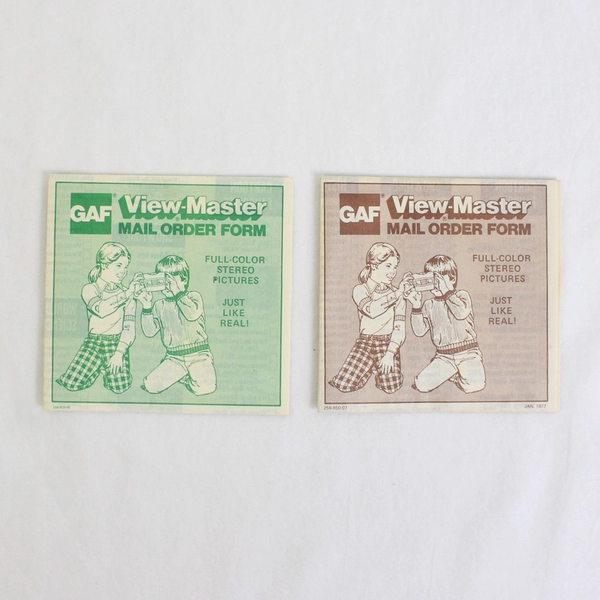 GAF® View-Master
MAIL ORDER FORM
FULL-COLOR
STEREO
PICTURES
JUST
LIKE
REAL!
GAF® View-Master
MAIL ORDER FORM
FULL-COLOR
STEREO
PICTURES
JUST
LIKE
REAL!
JAN. 1977